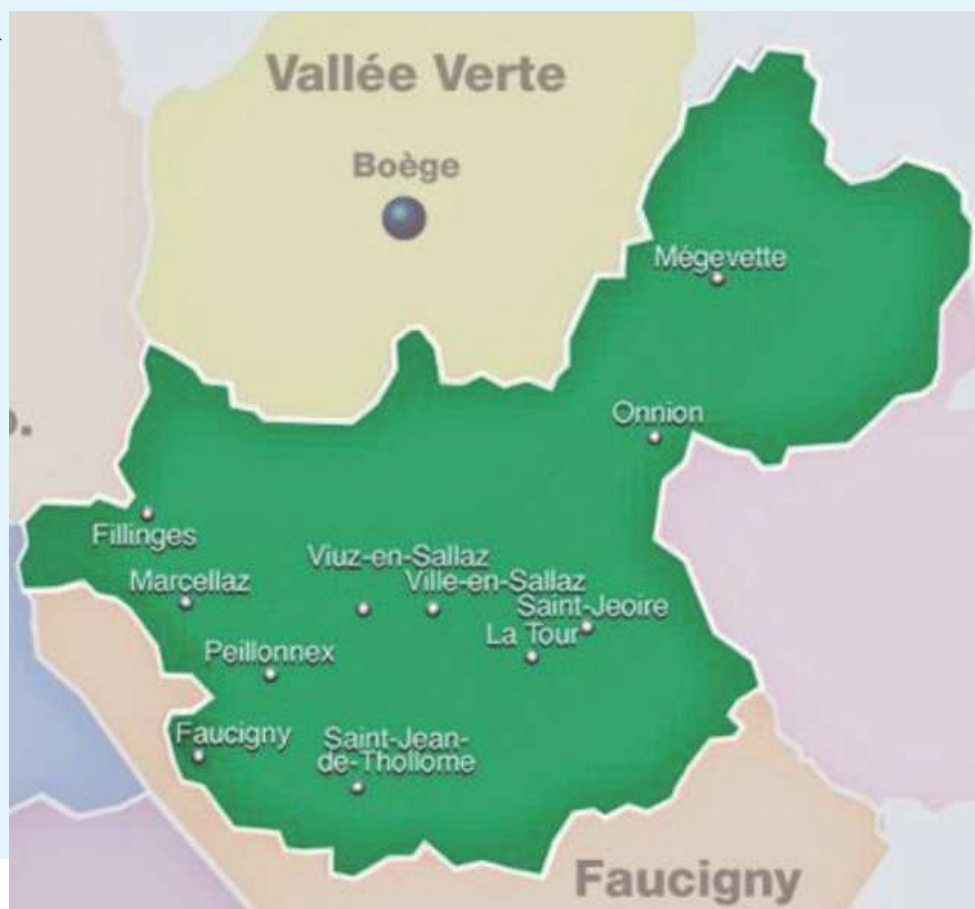 Vallée Verte
Boège
Mégevette
Onnion
Fillinges
Viuz-en-Sallaz
Marcellaz
Ville-en-Sallaz
Saint-Jeoire
La Tour
Peillonnex
Faucigny
Saint-Jean-
de-Thollome
Faucigny